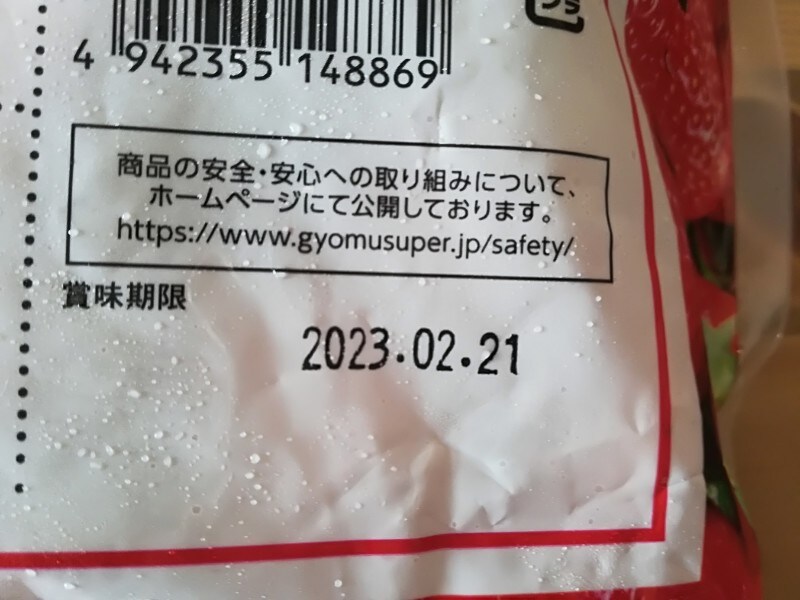 プラ
4 942355 148869
商品の安全・安心への取り組みについて、
ホームページにて公開しております。
https://www.gyomusuper.jp/safety/
賞味期限
2023.02.21